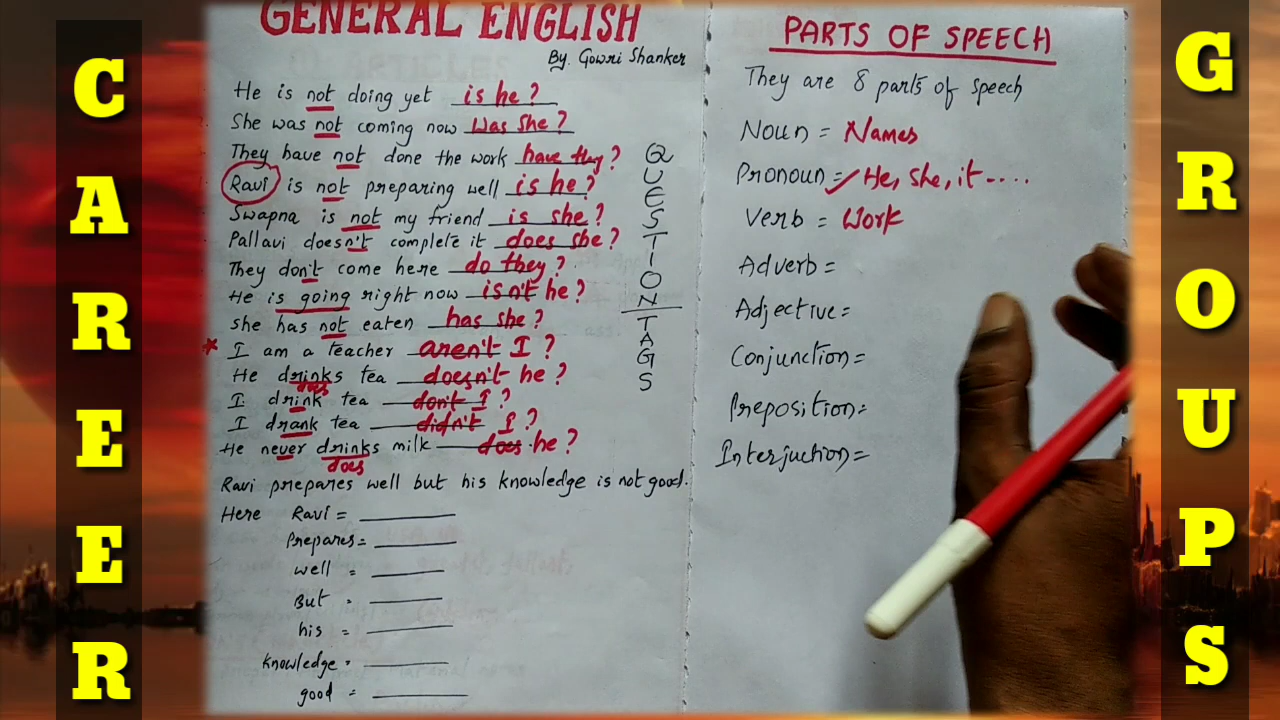 CAREER
GENERAL ENGLISH
By. Gowri Shanker
He is not doing yet is he?
She was not coming now Was She?
They have not done the work have they?
Ravi is not preparing well is he?
Swapna is not my friend is she?
Pallavi doesn't complete it does she?
They don't come here do they?
He is going right now isn't he?
she has not eaten has she?
* I am a teacher aren't I?
He drinks tea doesn't he?
does
I drink tea don't I?
I drank tea didn't I?
He never drinks milk does he?
does
Ravi prepares well but his knowledge is not good.
Here Ravi =
Prepares=
well =
But =
his =
knowledge =
good =
QUESTION TAGS
PARTS OF SPEECH
They are 8 parts of speech
Noun = Names
Pronoun = He, She, it ....
Verb = Work
Adverb =
Adjective=
Conjunction=
Preposition=
Interjuction=
GROUPS